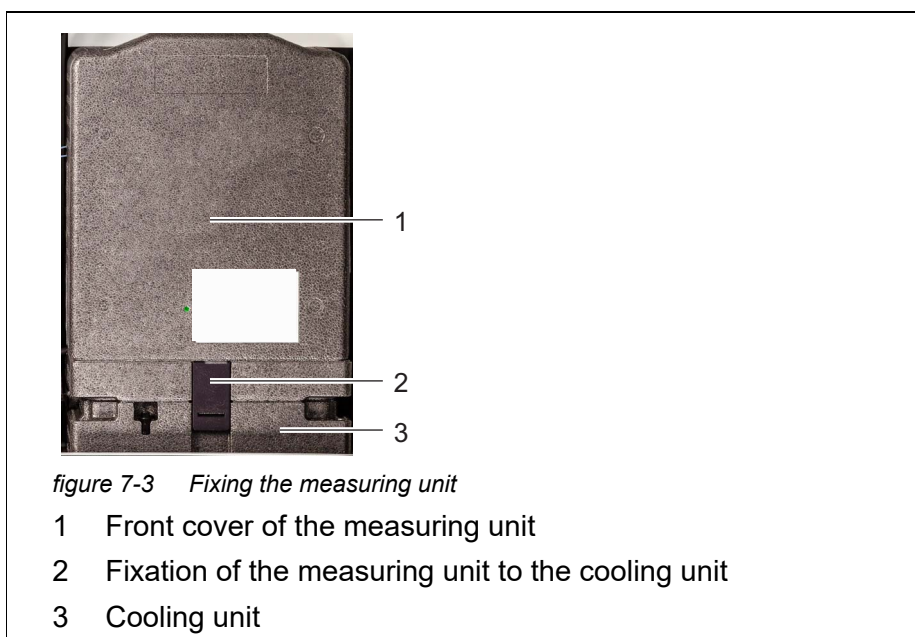 1
2
3
figure 7-3 Fixing the measuring unit
1 Front cover of the measuring unit
2 Fixation of the measuring unit to the cooling unit
3 Cooling unit